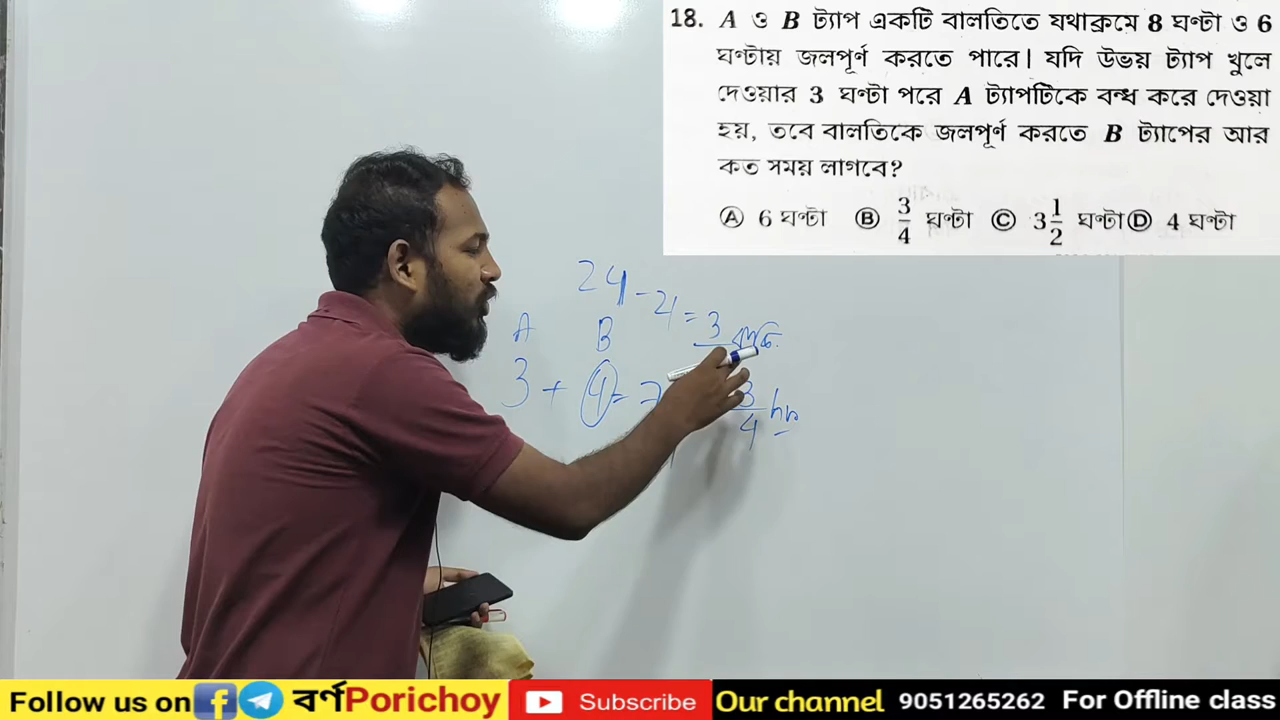 18. A ও B ট্যাপ একটি বালতিতে যথাক্রমে 8 ঘণ্টা ও 6
ঘণ্টায় জলপূর্ণ করতে পারে। যদি উভয় ট্যাপ খুলে
দেওয়ার 3 ঘণ্টা পরে A ট্যাপটিকে বন্ধ করে দেওয়া
হয়, তবে বালতিকে জলপূর্ণ করতে B ট্যাপের আর
কত সময় লাগবে?
Ⓐ 6 ঘণ্টা Ⓑ 3/4 ঘণ্টা Ⓒ 3 1/2 ঘণ্টা Ⓓ 4 ঘণ্টা
24 - 21 = 3
A B
3 + 4 = 7
3/4 hr
Follow us on বর্ণPorichoy Subscribe Our channel 9051265262 For Offline class